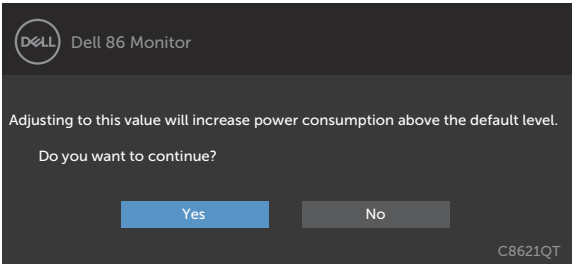 DELL
Dell 86 Monitor
Adjusting to this value will increase power consumption above the default level.
Do you want to continue?
Yes
No
C8621QT